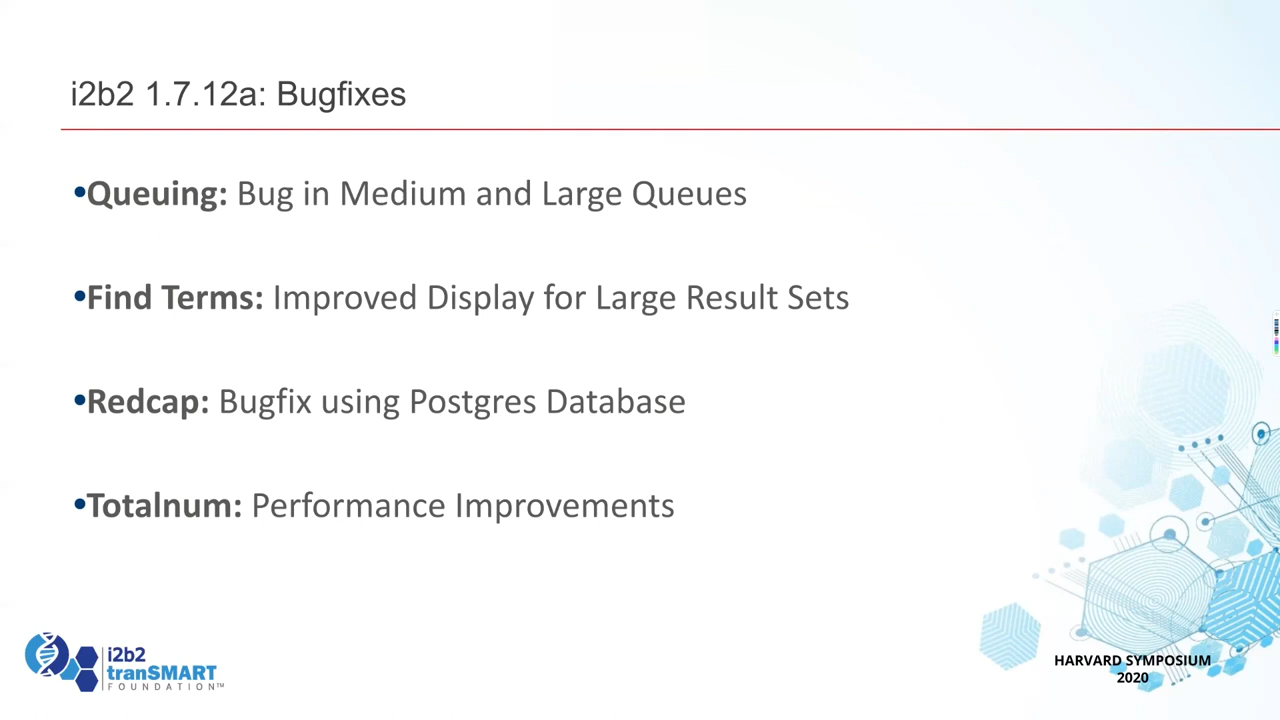 i2b2 1.7.12a: Bugfixes
•Queuing: Bug in Medium and Large Queues
•Find Terms: Improved Display for Large Result Sets
•Redcap: Bugfix using Postgres Database
•Totalnum: Performance Improvements
i2b2
tranSMART
FOUNDATION™
HARVARD SYMPOSIUM
2020